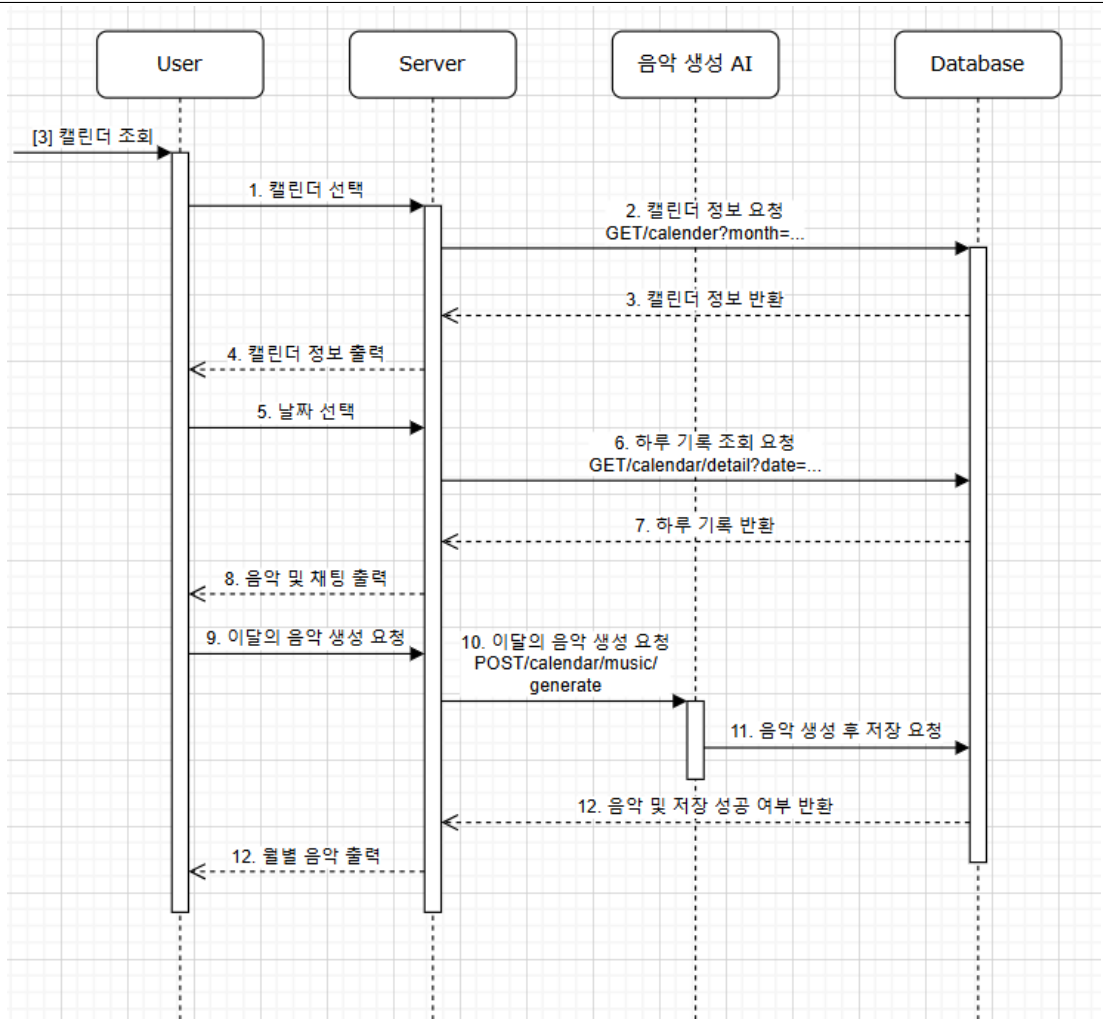 User
Server
음악 생성 AI
Database
[3] 캘린더 조회
1. 캘린더 선택
2. 캘린더 정보 요청
GET/calender?month=...
3. 캘린더 정보 반환
4. 캘린더 정보 출력
5. 날짜 선택
6. 하루 기록 조회 요청
GET/calendar/detail?date=...
7. 하루 기록 반환
8. 음악 및 채팅 출력
9. 이달의 음악 생성 요청
10. 이달의 음악 생성 요청
POST/calendar/music/
generate
11. 음악 생성 후 저장 요청
12. 음악 및 저장 성공 여부 반환
12. 월별 음악 출력